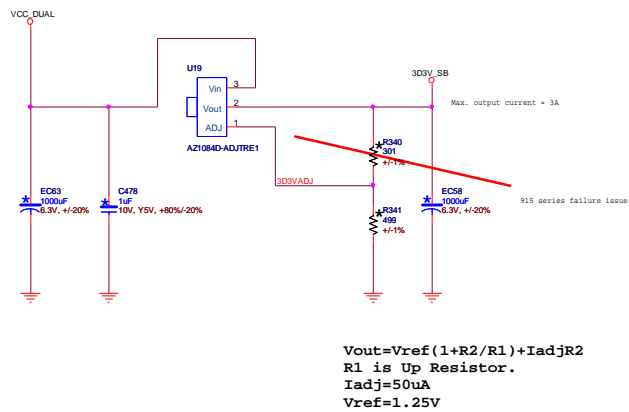 VCC_DUAL
U19
3D3V_SB
Vin
3
Vout
2
ADJ
1
AZ1084D-ADJTRE1
Max. output current = 3A
R340
301
+/-1%
3D3VADJ
915 series failure issue
EC63
1000uF
6.3V, +/-20%
C478
1uF
10V, Y5V, +80%/-20%
R341
499
+/-1%
EC58
1000uF
6.3V, +/-20%
Vout=Vref(1+R2/R1)+IadjR2
R1 is Up Resistor.
Iadj=50uA
Vref=1.25V